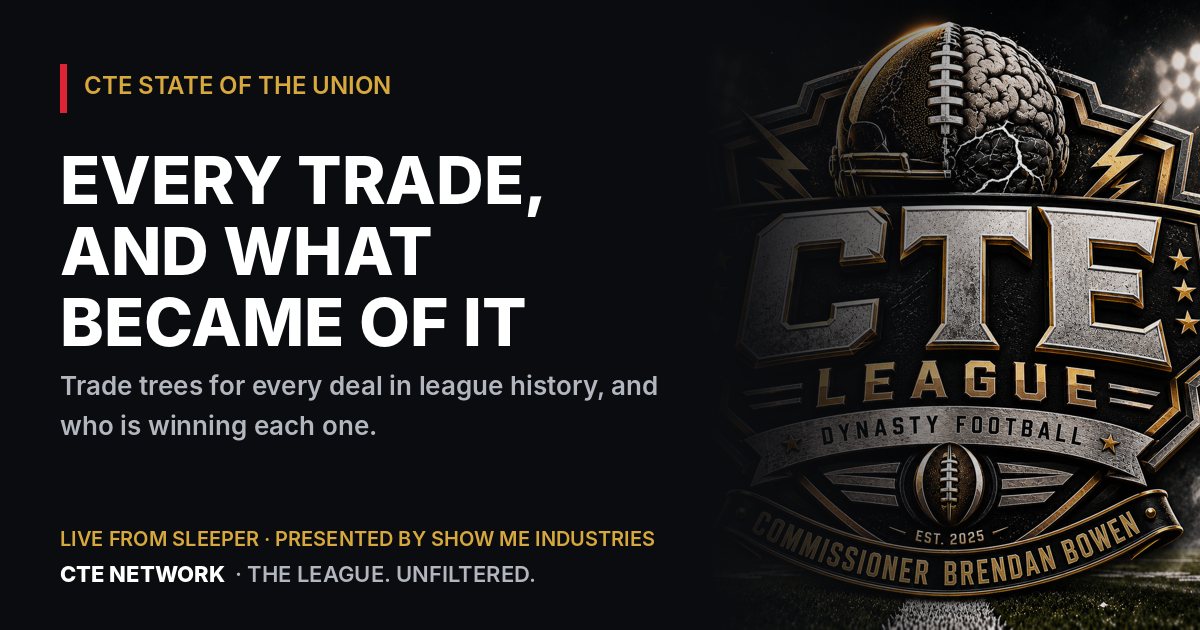 CTE STATE OF THE UNION
EVERY TRADE,
AND WHAT
BECAME OF IT
Trade trees for every deal in league history, and
who is winning each one.
LIVE FROM SLEEPER · PRESENTED BY SHOW ME INDUSTRIES
CTE NETWORK · THE LEAGUE. UNFILTERED.
CTE
LEAGUE
DYNASTY FOOTBALL
EST. 2025
COMMISSIONER BRENDAN BOWEN